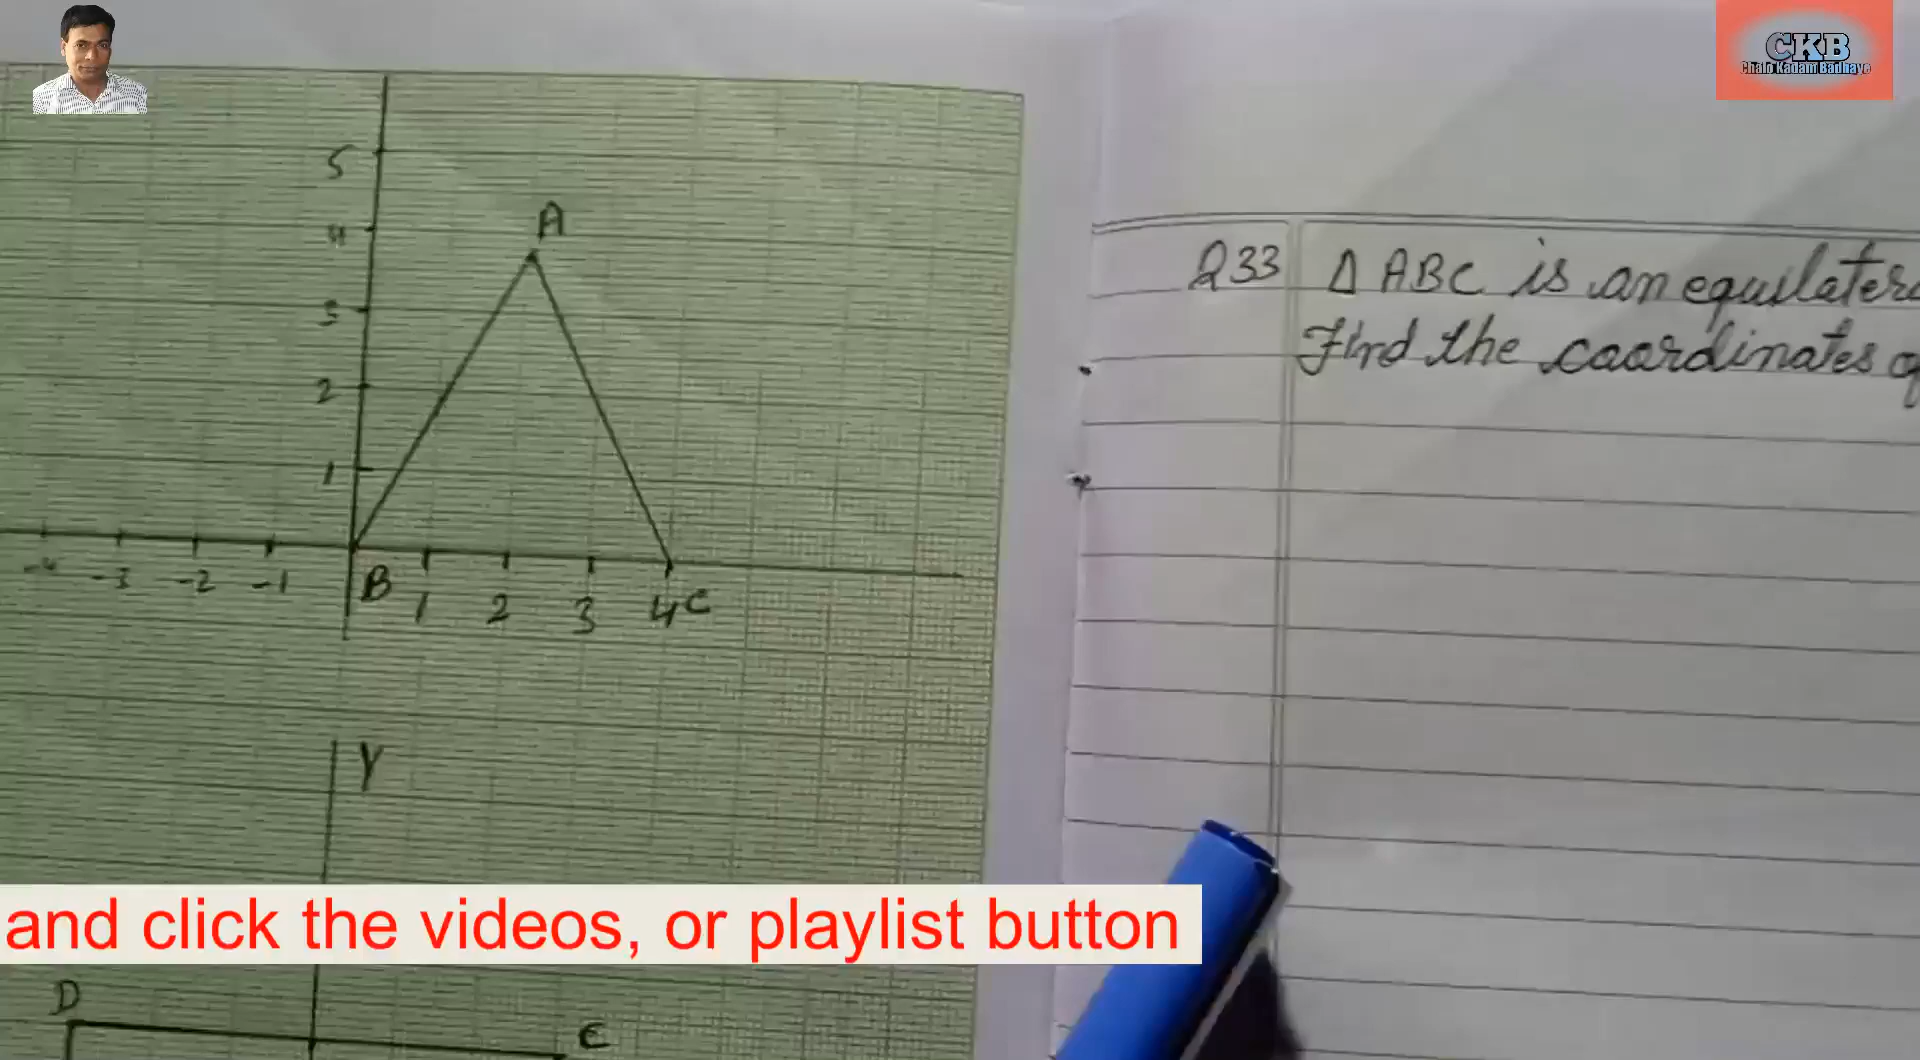 CKB
Chalo Kadam Badhaye
5
A
4
3
2
1
-4 -3 -2 -1 B 1 2 3 4 C
Y
D
C
Q33 Δ ABC is an equilatera
Find the coordinates of
and click the videos, or playlist button